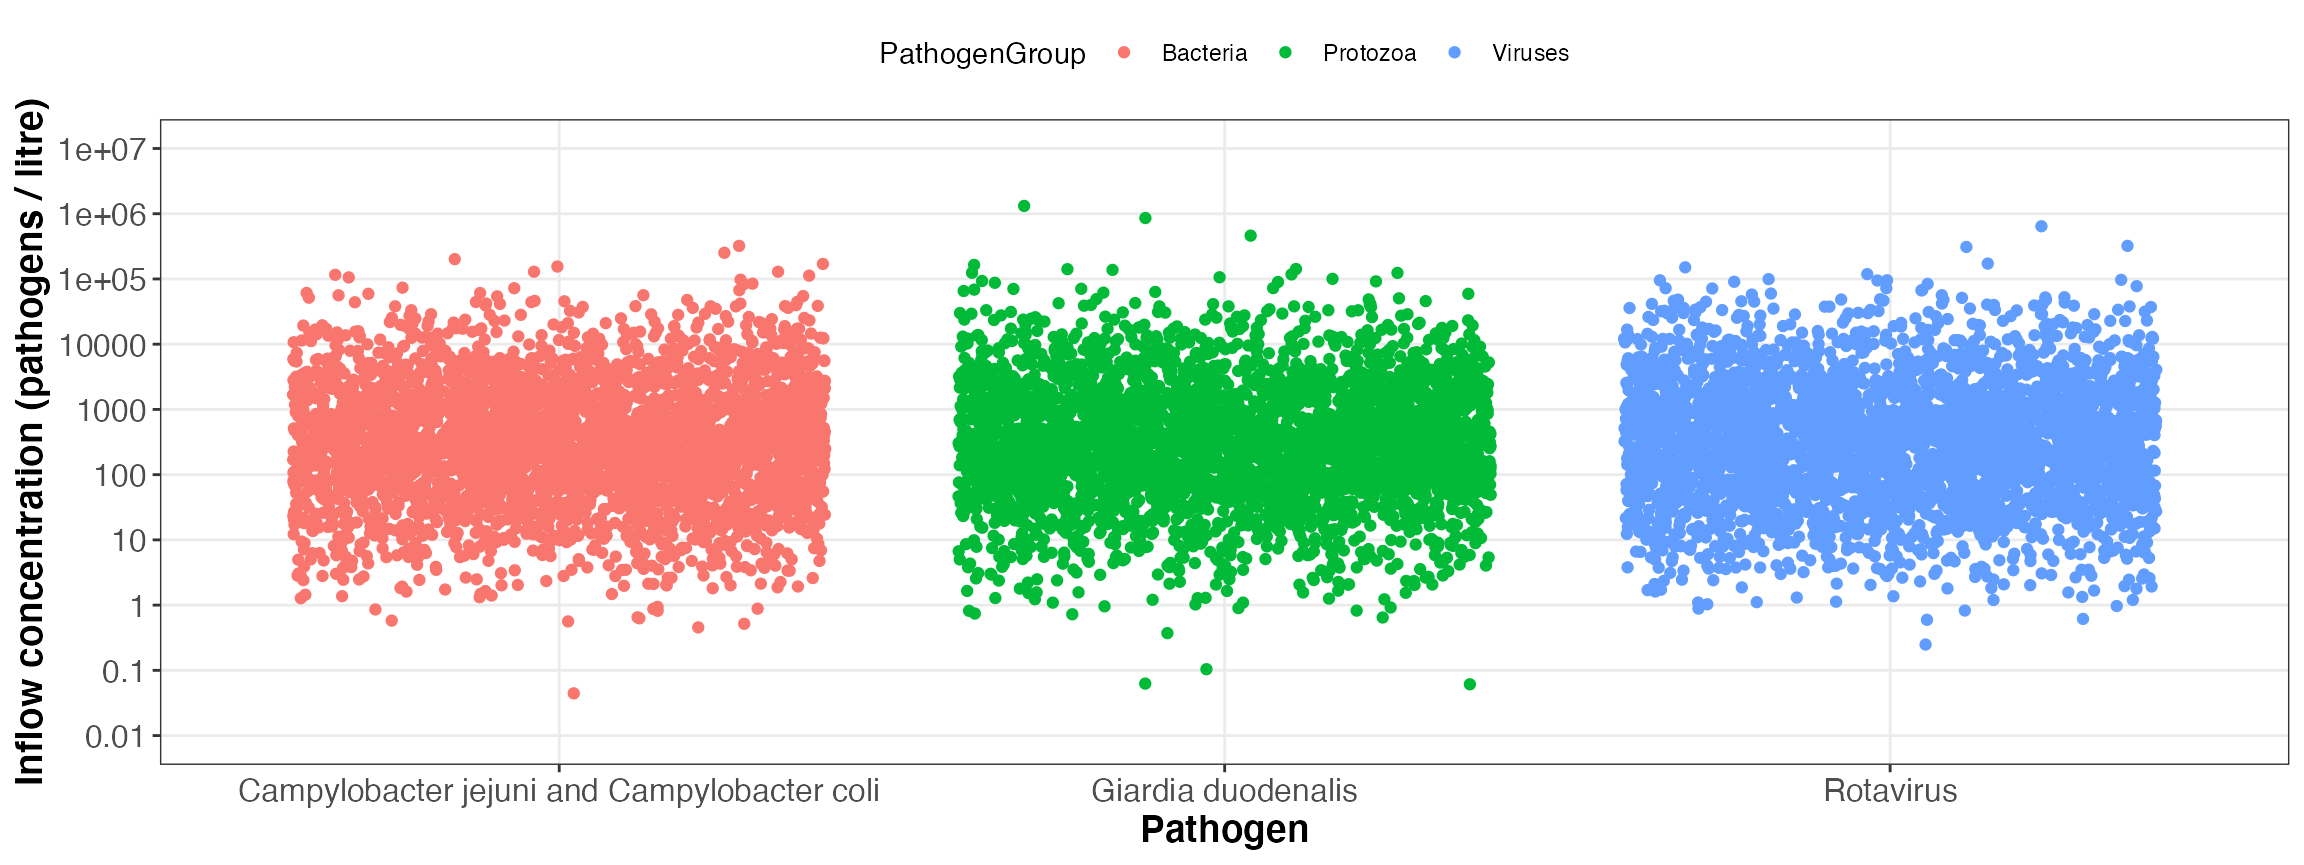 PathogenGroup Bacteria Protozoa Viruses
Inflow concentration (pathogens / litre)
1e+07
1e+06
1e+05
10000
1000
100
10
1
0.1
0.01
Campylobacter jejuni and Campylobacter coli Giardia duodenalis Rotavirus
Pathogen